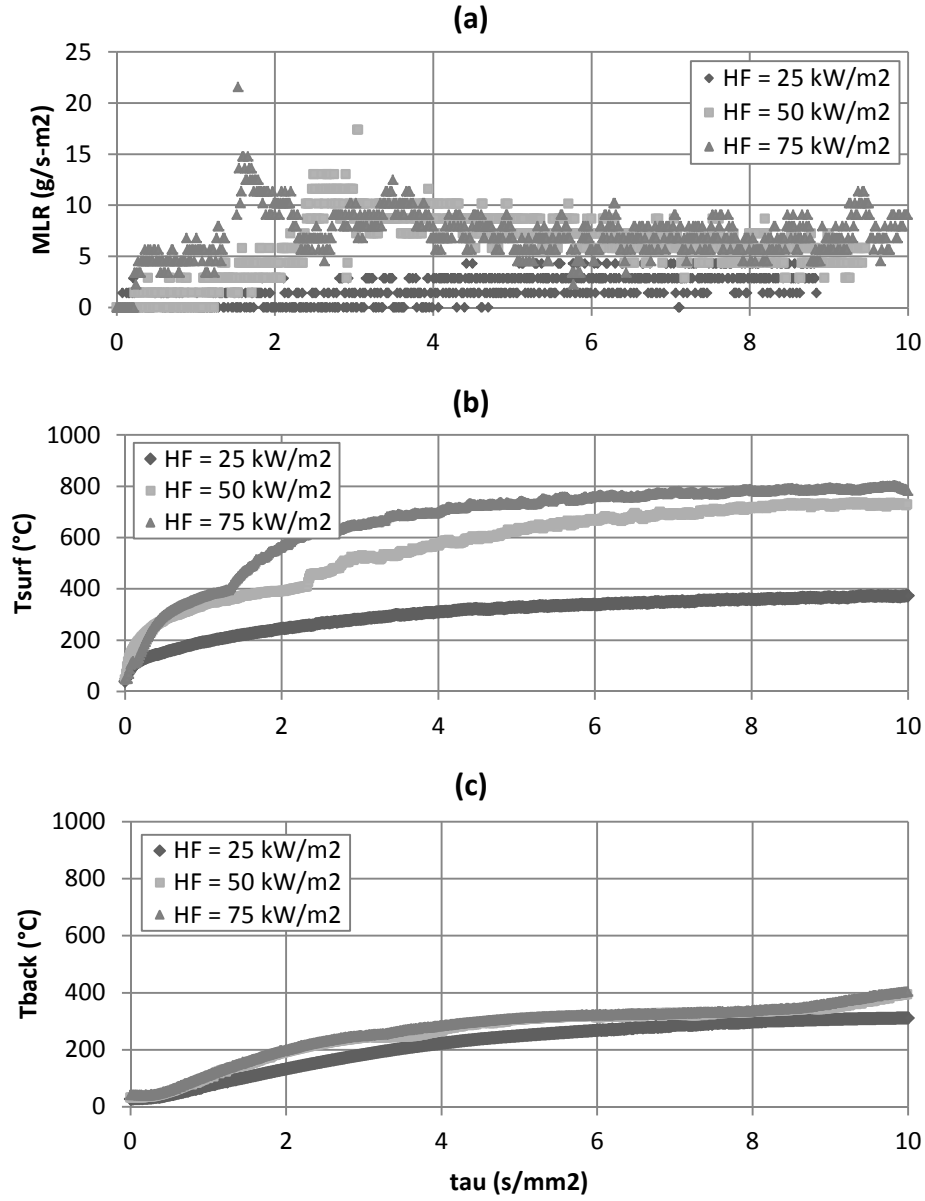 (a)
25
20
15
10
5
0
MLR (g/s-m2)
HF = 25 kW/m2
HF = 50 kW/m2
HF = 75 kW/m2
0 2 4 6 8 10
(b)
1000
800
600
400
200
0
Tsurf (°C)
HF = 25 kW/m2
HF = 50 kW/m2
HF = 75 kW/m2
0 2 4 6 8 10
(c)
1000
800
600
400
200
0
Tback (°C)
HF = 25 kW/m2
HF = 50 kW/m2
HF = 75 kW/m2
0 2 4 6 8 10
tau (s/mm2)